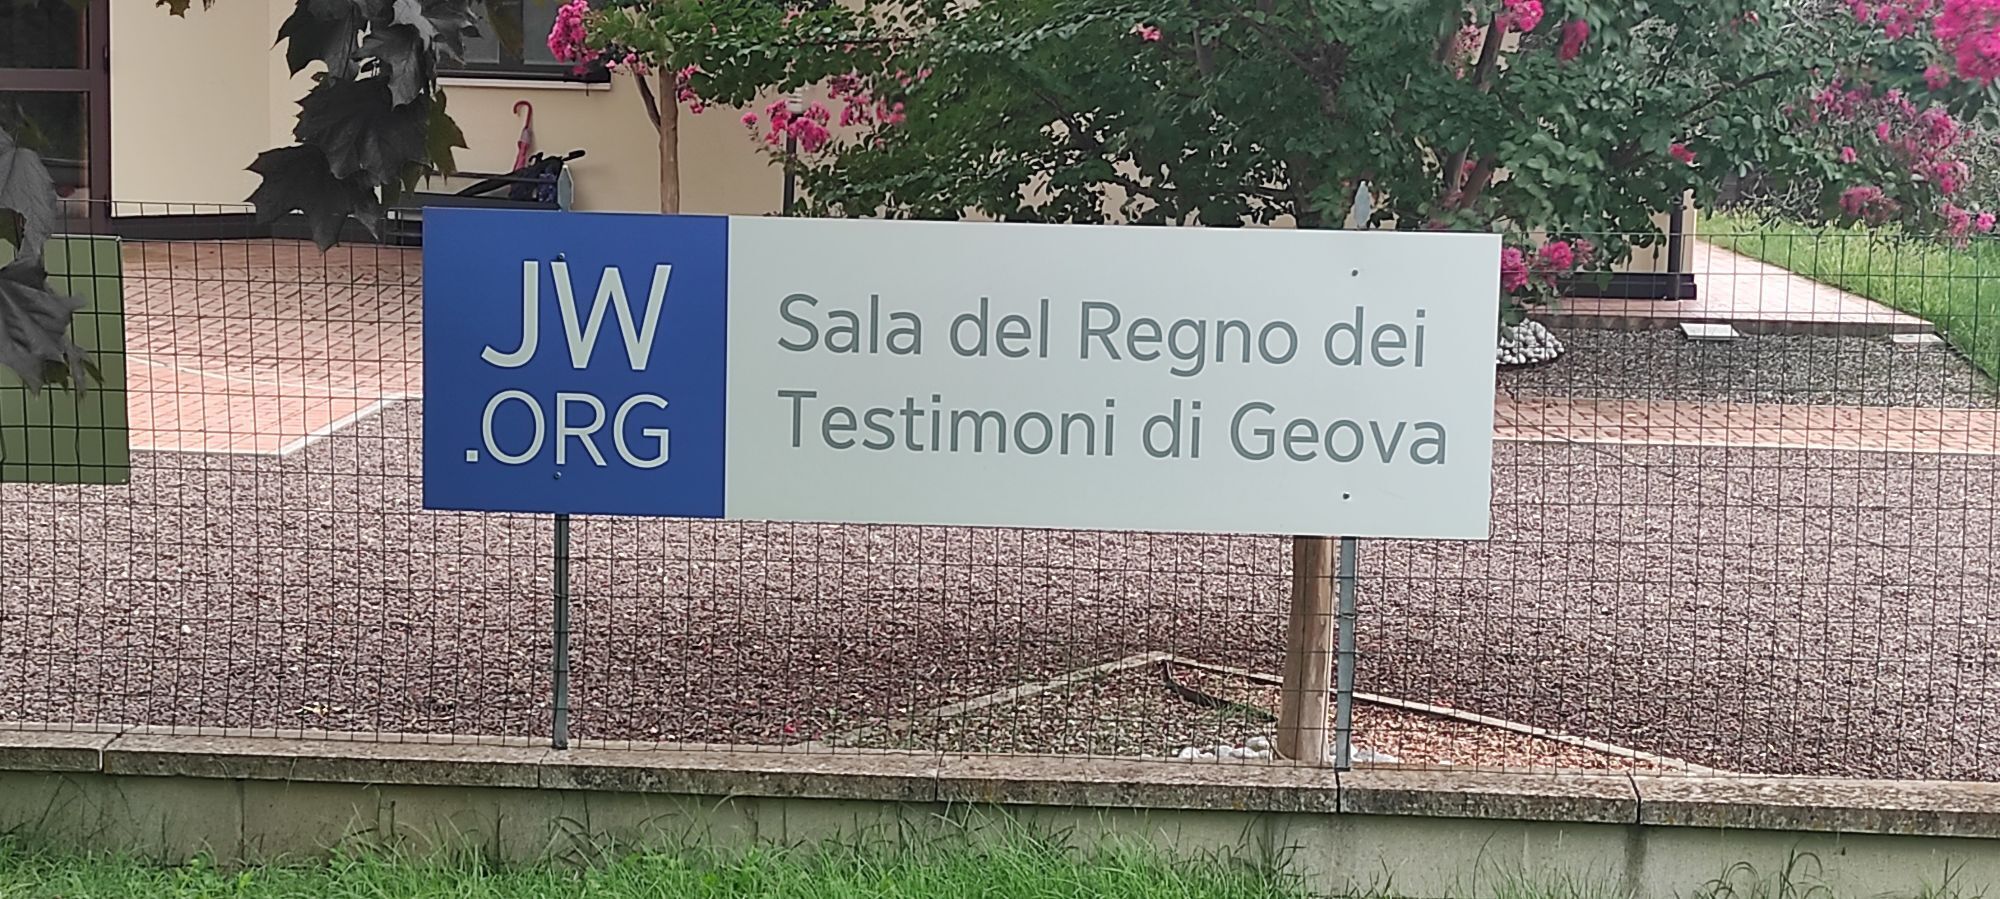 JW
.ORG
Sala del Regno dei
Testimoni di Geova